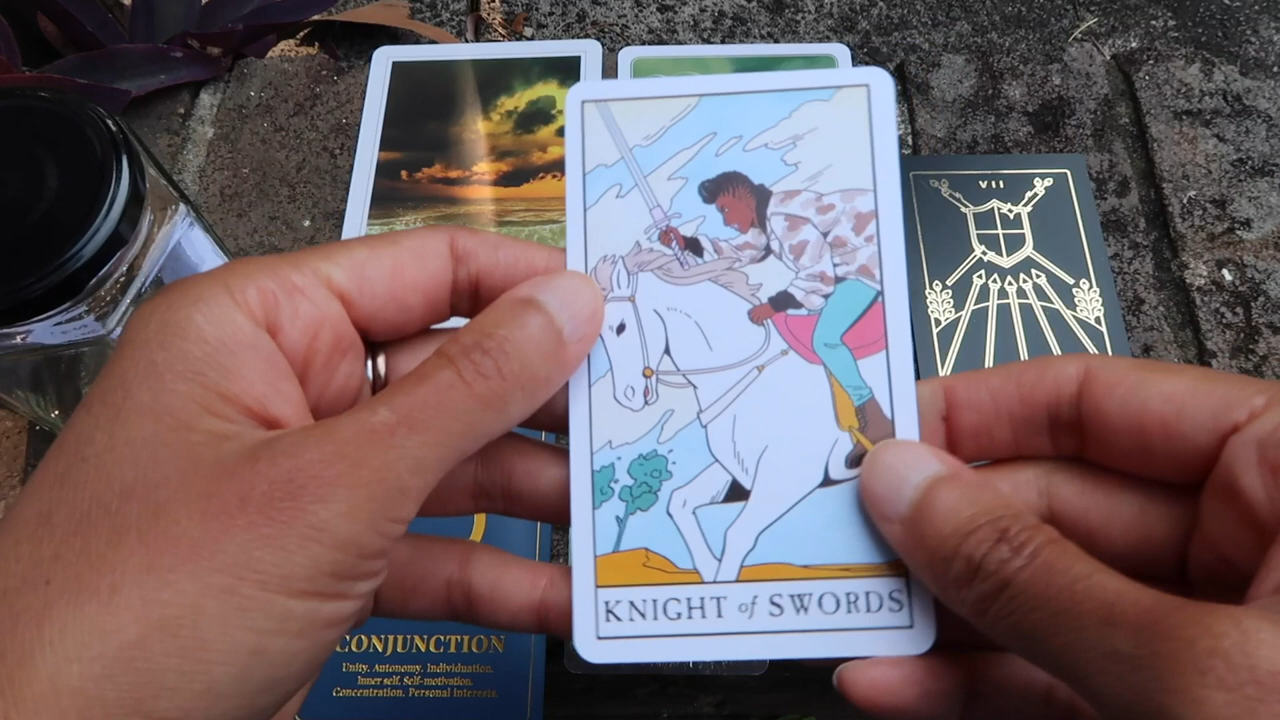 VII
KNIGHT of SWORDS
CONJUNCTION
Unity. Autonomy. Individuation.
Inner self. Self-motivation.
Concentration. Personal interests.